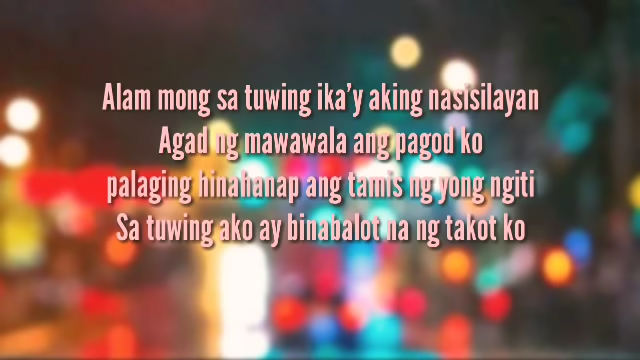 Alam mong sa tuwing ika'y aking nasisilayan
Agad ng mawawala ang pagod ko
palaging hinahanap ang tamis ng yong ngiti
Sa tuwing ako ay binabalot na ng takot ko